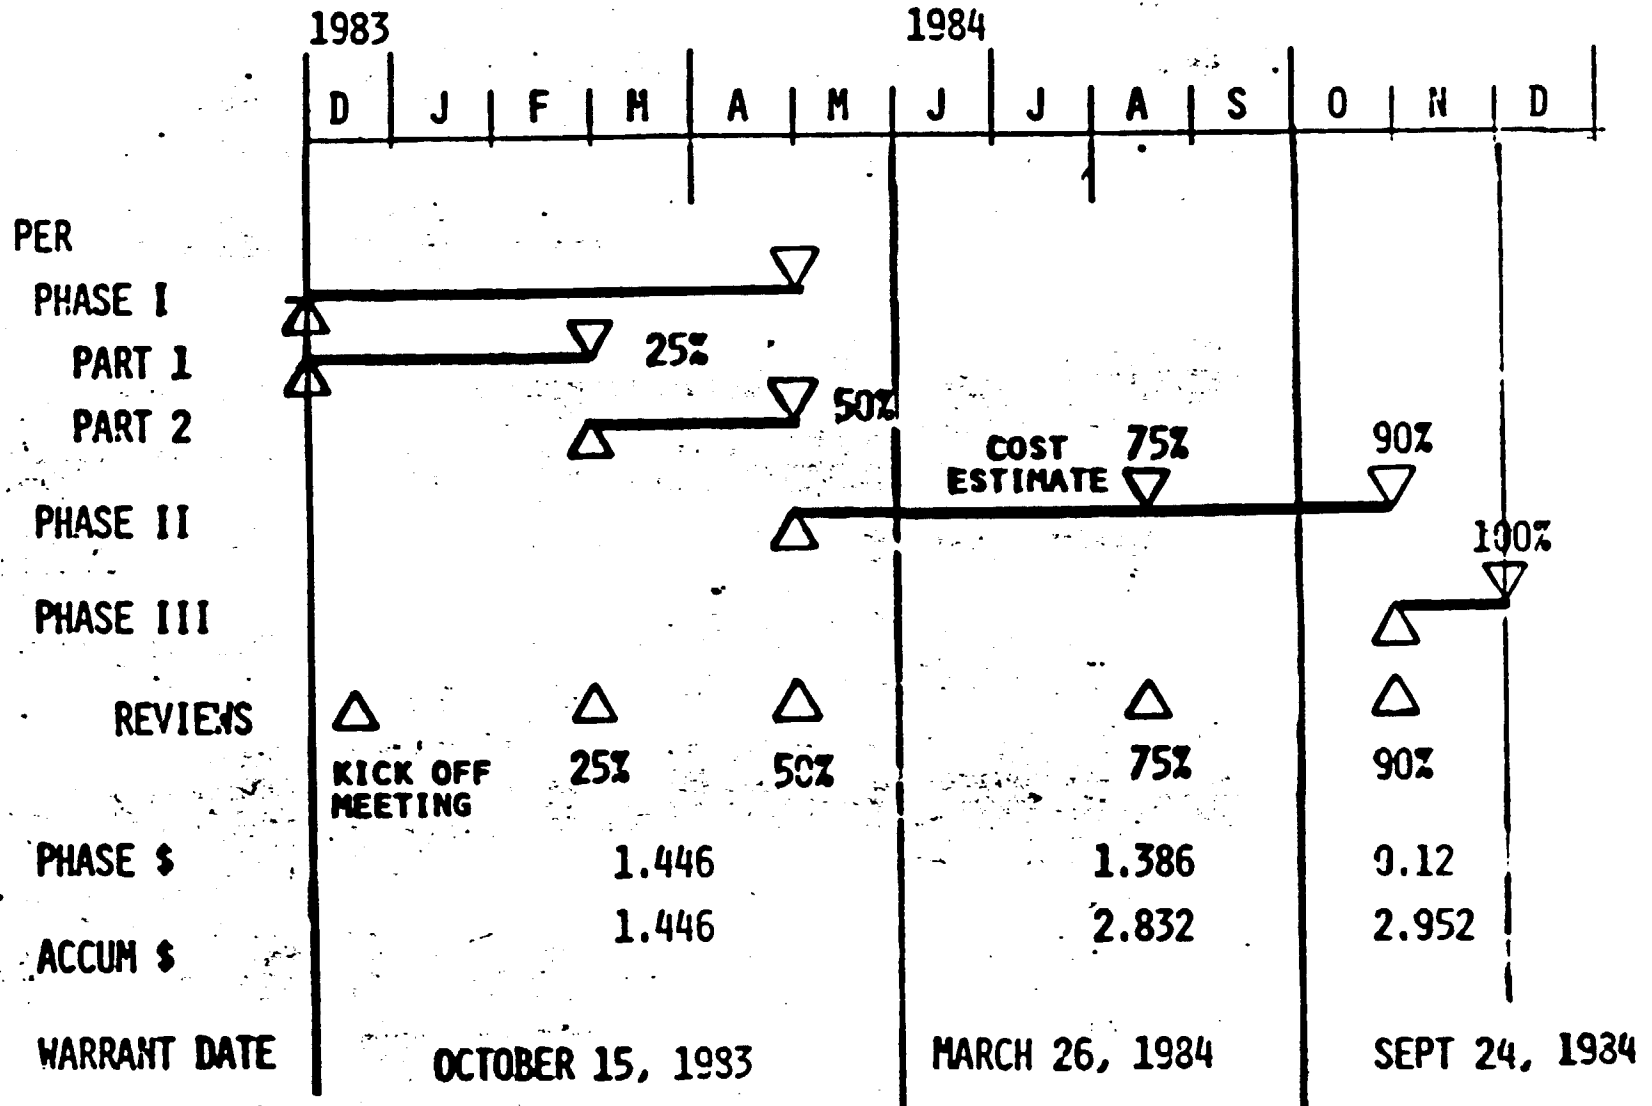 1983 1984
D J F M A M J J A S O N D
PER
PHASE I
PART 1 25%
PART 2 50%
COST 75% 90%
ESTIMATE
PHASE II
100%
PHASE III
REVIEWS
KICK OFF 25% 50% 75% 90%
MEETING
PHASE $ 1.446 1.386 0.12
ACCUM $ 1.446 2.832 2.952
WARRANT DATE OCTOBER 15, 1983 MARCH 26, 1984 SEPT 24, 1984